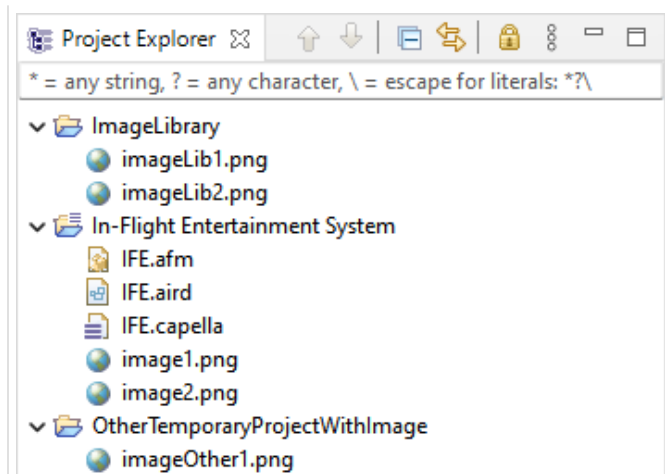 Project Explorer
* = any string, ? = any character, \ = escape for literals: *?\
ImageLibrary
imageLib1.png
imageLib2.png
In-Flight Entertainment System
IFE.afm
IFE.aird
IFE.capella
image1.png
image2.png
OtherTemporaryProjectWithImage
imageOther1.png